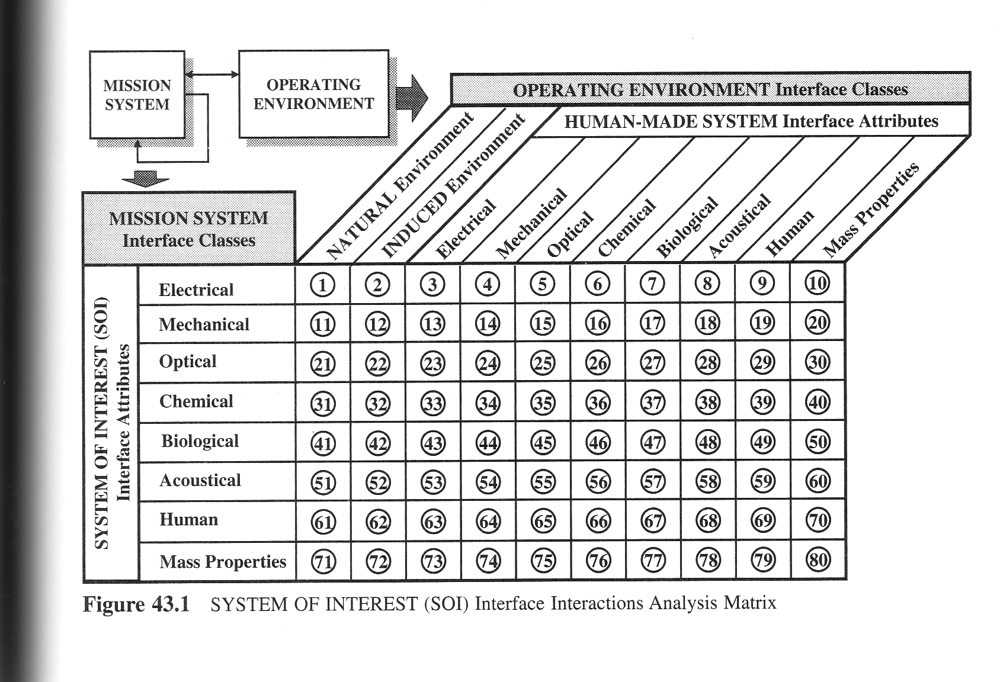 MISSION
SYSTEM
OPERATING
ENVIRONMENT
OPERATING ENVIRONMENT Interface Classes
HUMAN-MADE SYSTEM Interface Attributes
NATURAL Environment
INDUCED Environment
Electrical
Mechanical
Optical
Chemical
Biological
Acoustical
Human
Mass Properties
MISSION SYSTEM
Interface Classes
SYSTEM OF INTEREST (SOI)
Interface Attributes
Electrical 1 2 3 4 5 6 7 8 9 10
Mechanical 11 12 13 14 15 16 17 18 19 20
Optical 21 22 23 24 25 26 27 28 29 30
Chemical 31 32 33 34 35 36 37 38 39 40
Biological 41 42 43 44 45 46 47 48 49 50
Acoustical 51 52 53 54 55 56 57 58 59 60
Human 61 62 63 64 65 66 67 68 69 70
Mass Properties 71 72 73 74 75 76 77 78 79 80
Figure 43.1 SYSTEM OF INTEREST (SOI) Interface Interactions Analysis Matrix